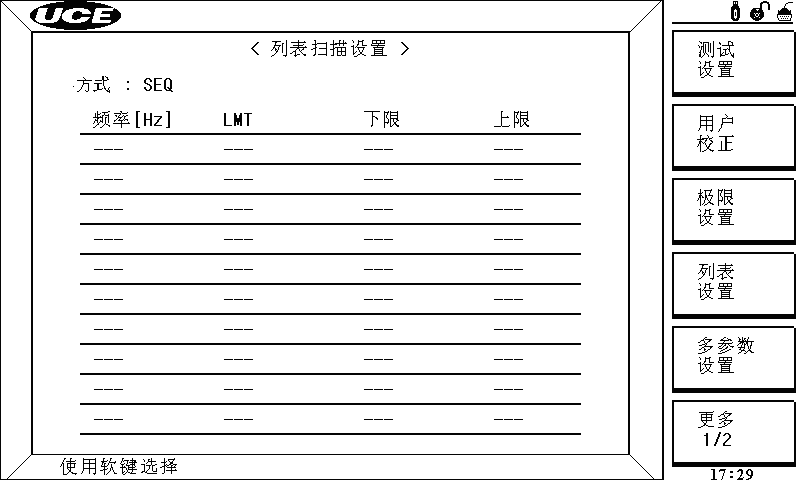 UCE
< 列表扫描设置 >
方式 : SEQ
频率[Hz] LMT 下限 上限
--- --- --- ---
--- --- --- ---
--- --- --- ---
--- --- --- ---
--- --- --- ---
--- --- --- ---
--- --- --- ---
--- --- --- ---
--- --- --- ---
--- --- --- ---
使用软键选择
测试
设置
用户
校正
极限
设置
列表
设置
多参数
设置
更多
1/2
17:29